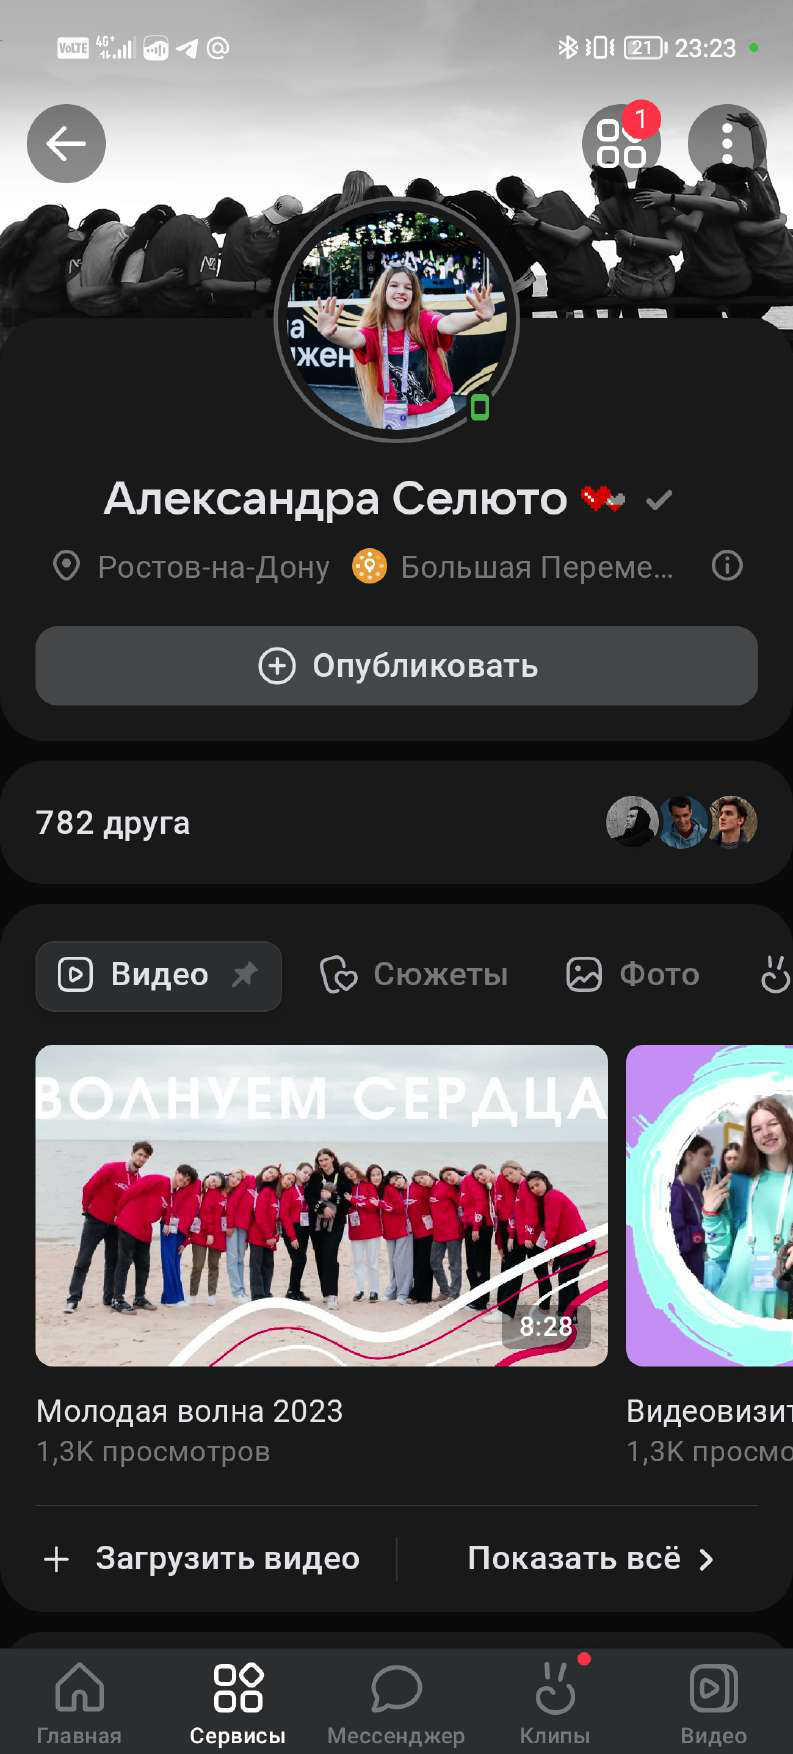 VoLTE 4G+ 21 23:23
1
а
жен
Александра Селюто
Ростов-на-Дону Большая Переме...
Опубликовать
782 друга
Видео Сюжеты Фото
ВОЛНУЕМ СЕРДЦА
8:28
Молодая волна 2023 Видеовизит
1,3K просмотров 1,3K просмо
Загрузить видео Показать всё
Главная Сервисы Мессенджер Клипы Видео